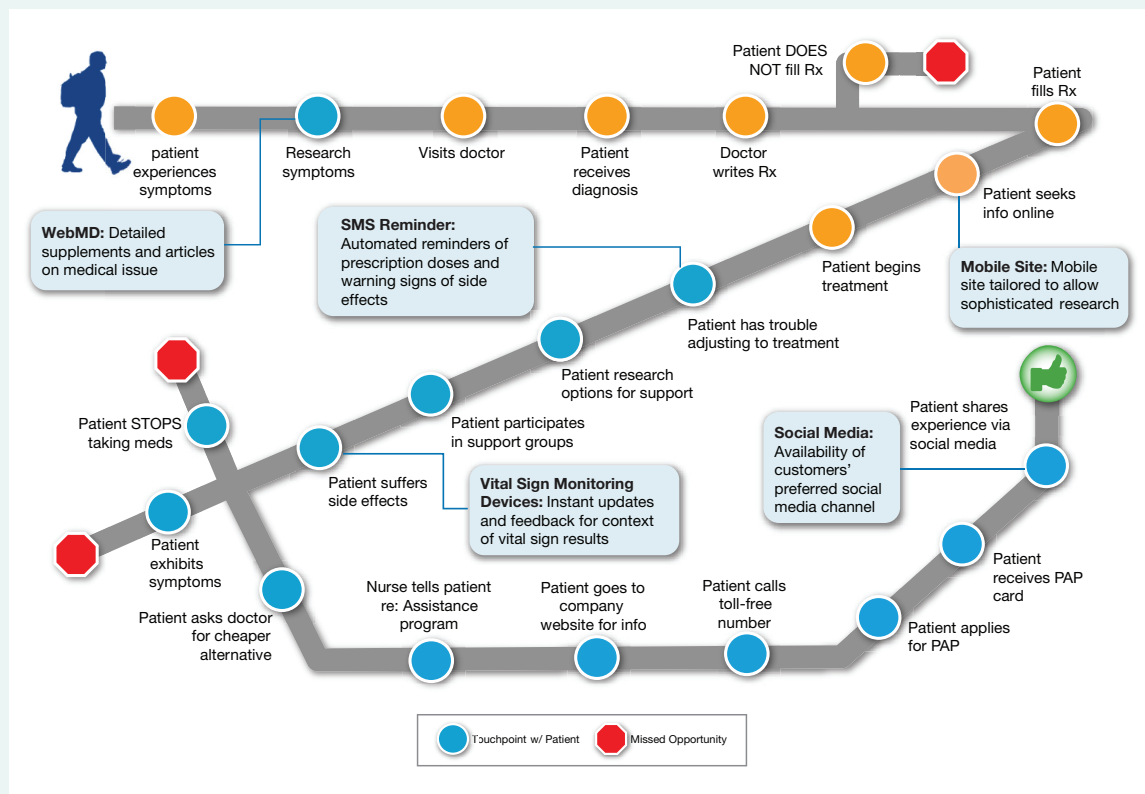 Patient DOES
NOT fill Rx
Patient
fills Rx
patient
experiences
symptoms
Research
symptoms
Visits doctor
Patient
receives
diagnosis
Doctor
writes Rx
Patient seeks
info online
WebMD: Detailed
supplements and articles
on medical issue
SMS Reminder:
Automated reminders of
prescription doses and
warning signs of side
effects
Patient begins
treatment
Mobile Site: Mobile
site tailored to allow
sophisticated research
Patient has trouble
adjusting to treatment
Patient research
options for support
Patient participates
in support groups
Patient STOPS
taking meds
Patient suffers
side effects
Vital Sign Monitoring
Devices: Instant updates
and feedback for context
of vital sign results
Social Media:
Availability of
customers’
preferred social
media channel
Patient shares
experience via
social media
Patient
exhibits
symptoms
Patient asks doctor
for cheaper
alternative
Nurse tells patient
re: Assistance
program
Patient goes to
company
website for info
Patient calls
toll-free
number
Patient
receives PAP
card
Patient applies
for PAP
Touchpoint w/ Patient
Missed Opportunity